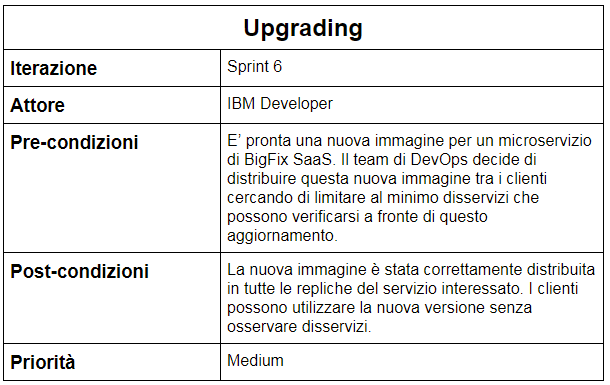 Upgrading
Iterazione
Sprint 6
Attore
IBM Developer
Pre-condizioni
E' pronta una nuova immagine per un microservizio
di BigFix SaaS. Il team di DevOps decide di
distribuire questa nuova immagine tra i clienti
cercando di limitare al minimo disservizi che
possono verificarsi a fronte di questo
aggiornamento.
Post-condizioni
La nuova immagine è stata correttamente distribuita
in tutte le repliche del servizio interessato. I clienti
possono utilizzare la nuova versione senza
osservare disservizi.
Priorità
Medium